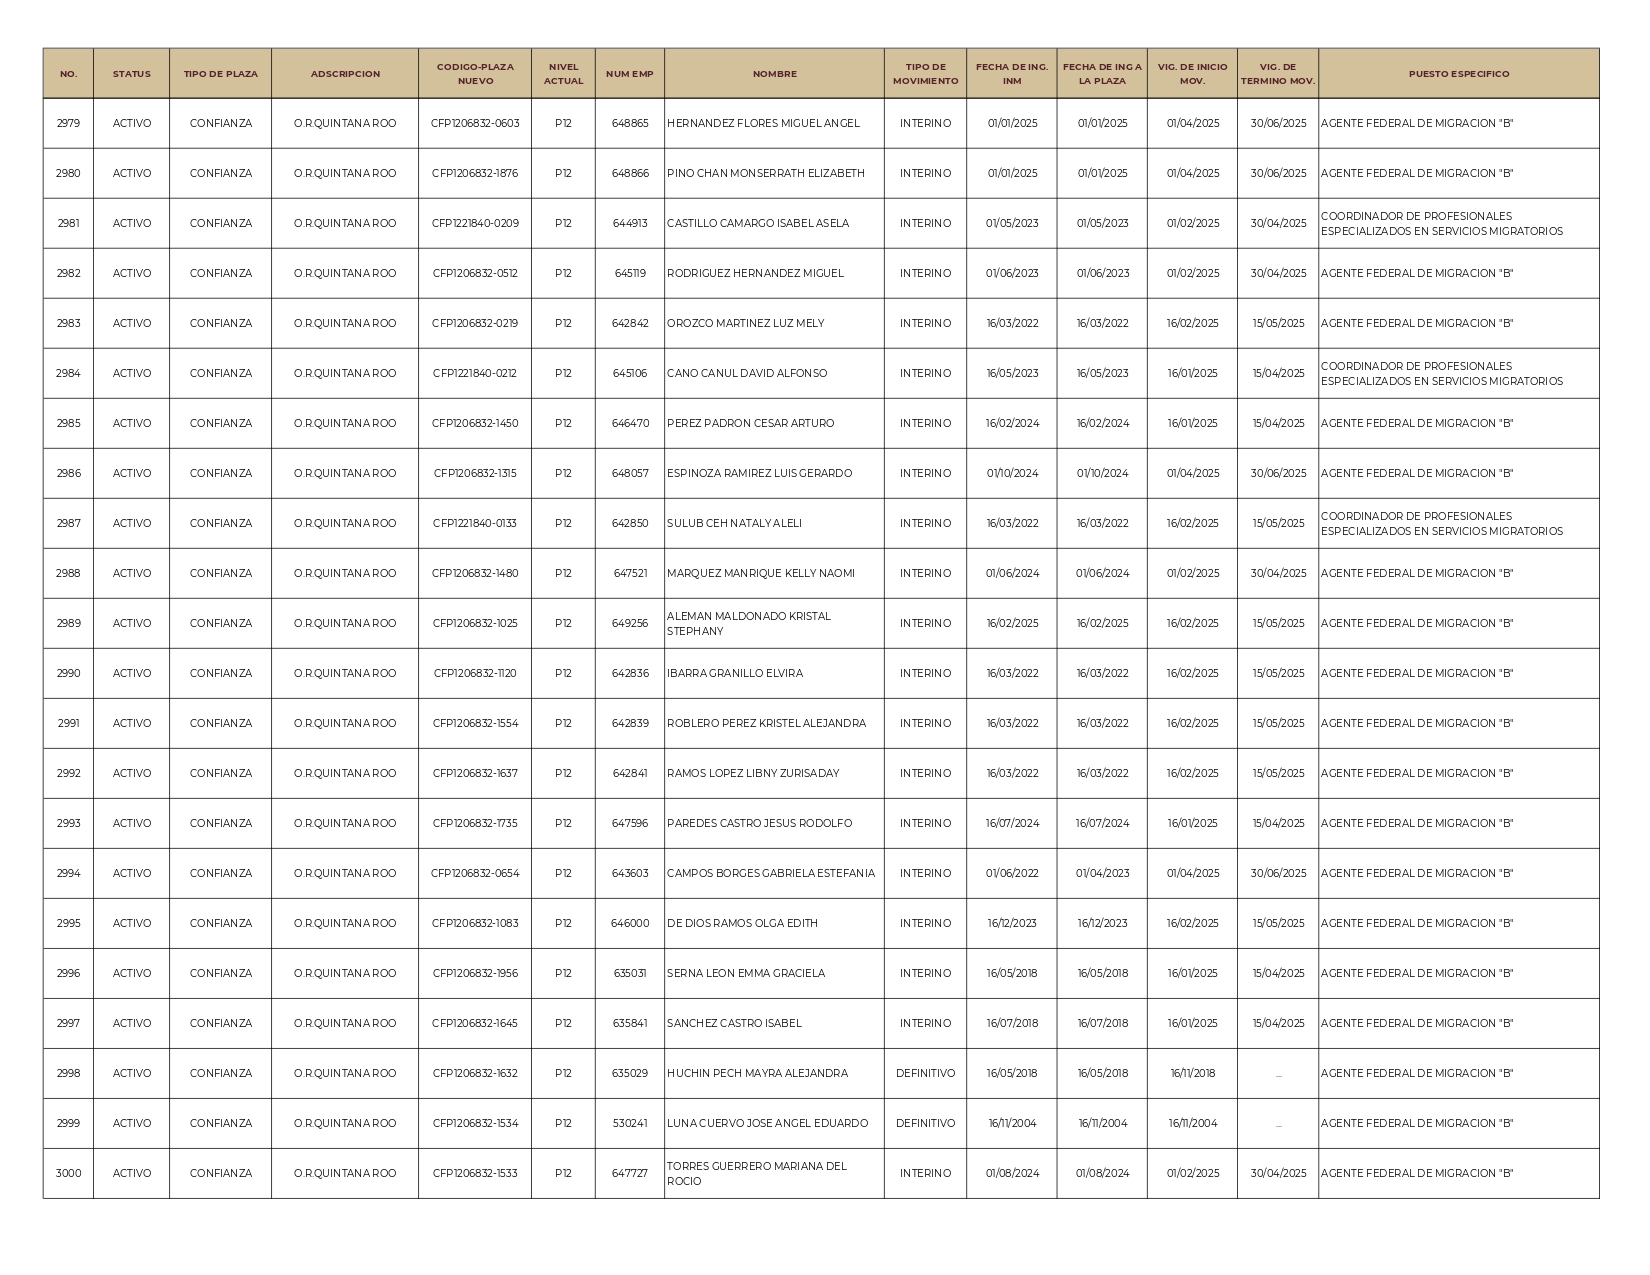 NO. STATUS TIPO DE PLAZA ADSCRIPCION CODIGO-PLAZA NUEVO NIVEL ACTUAL NUM EMP NOMBRE TIPO DE MOVIMIENTO FECHA DE ING. INM FECHA DE ING A LA PLAZA VIG. DE INICIO MOV. VIG. DE TERMINO MOV. PUESTO ESPECIFICO
2979 ACTIVO CONFIANZA O.R.QUINTANA ROO CFP1206832-0603 P12 648865 HERNANDEZ FLORES MIGUEL ANGEL INTERINO 01/01/2025 01/01/2025 01/04/2025 30/06/2025 AGENTE FEDERAL DE MIGRACION "B"
2980 ACTIVO CONFIANZA O.R.QUINTANA ROO CFP1206832-1876 P12 648866 PINO CHAN MONSERRATH ELIZABETH INTERINO 01/01/2025 01/01/2025 01/04/2025 30/06/2025 AGENTE FEDERAL DE MIGRACION "B"
2981 ACTIVO CONFIANZA O.R.QUINTANA ROO CFP1221840-0209 P12 644913 CASTILLO CAMARGO ISABEL ASELA INTERINO 01/05/2023 01/05/2023 01/02/2025 30/04/2025 COORDINADOR DE PROFESIONALES ESPECIALIZADOS EN SERVICIOS MIGRATORIOS
2982 ACTIVO CONFIANZA O.R.QUINTANA ROO CFP1206832-0512 P12 645119 RODRIGUEZ HERNANDEZ MIGUEL INTERINO 01/06/2023 01/06/2023 01/02/2025 30/04/2025 AGENTE FEDERAL DE MIGRACION "B"
2983 ACTIVO CONFIANZA O.R.QUINTANA ROO CFP1206832-0219 P12 642842 OROZCO MARTINEZ LUZ MELY INTERINO 16/03/2022 16/03/2022 16/02/2025 15/05/2025 AGENTE FEDERAL DE MIGRACION "B"
2984 ACTIVO CONFIANZA O.R.QUINTANA ROO CFP1221840-0212 P12 645106 CANO CANUL DAVID ALFONSO INTERINO 16/05/2023 16/05/2023 16/01/2025 15/04/2025 COORDINADOR DE PROFESIONALES ESPECIALIZADOS EN SERVICIOS MIGRATORIOS
2985 ACTIVO CONFIANZA O.R.QUINTANA ROO CFP1206832-1450 P12 646470 PEREZ PADRON CESAR ARTURO INTERINO 16/02/2024 16/02/2024 16/01/2025 15/04/2025 AGENTE FEDERAL DE MIGRACION "B"
2986 ACTIVO CONFIANZA O.R.QUINTANA ROO CFP1206832-1315 P12 648057 ESPINOZA RAMIREZ LUIS GERARDO INTERINO 01/10/2024 01/10/2024 01/04/2025 30/06/2025 AGENTE FEDERAL DE MIGRACION "B"
2987 ACTIVO CONFIANZA O.R.QUINTANA ROO CFP1221840-0133 P12 642850 SULUB CEH NATALY ALELI INTERINO 16/03/2022 16/03/2022 16/02/2025 15/05/2025 COORDINADOR DE PROFESIONALES ESPECIALIZADOS EN SERVICIOS MIGRATORIOS
2988 ACTIVO CONFIANZA O.R.QUINTANA ROO CFP1206832-1480 P12 647521 MARQUEZ MANRIQUE KELLY NAOMI INTERINO 01/06/2024 01/06/2024 01/02/2025 30/04/2025 AGENTE FEDERAL DE MIGRACION "B"
2989 ACTIVO CONFIANZA O.R.QUINTANA ROO CFP1206832-1025 P12 649256 ALEMAN MALDONADO KRISTAL STEPHANY INTERINO 16/02/2025 16/02/2025 16/02/2025 15/05/2025 AGENTE FEDERAL DE MIGRACION "B"
2990 ACTIVO CONFIANZA O.R.QUINTANA ROO CFP1206832-1120 P12 642836 IBARRA GRANILLO ELVIRA INTERINO 16/03/2022 16/03/2022 16/02/2025 15/05/2025 AGENTE FEDERAL DE MIGRACION "B"
2991 ACTIVO CONFIANZA O.R.QUINTANA ROO CFP1206832-1554 P12 642839 ROBLERO PEREZ KRISTEL ALEJANDRA INTERINO 16/03/2022 16/03/2022 16/02/2025 15/05/2025 AGENTE FEDERAL DE MIGRACION "B"
2992 ACTIVO CONFIANZA O.R.QUINTANA ROO CFP1206832-1637 P12 642841 RAMOS LOPEZ LIBNY ZURISADAY INTERINO 16/03/2022 16/03/2022 16/02/2025 15/05/2025 AGENTE FEDERAL DE MIGRACION "B"
2993 ACTIVO CONFIANZA O.R.QUINTANA ROO CFP1206832-1735 P12 647596 PAREDES CASTRO JESUS RODOLFO INTERINO 16/07/2024 16/07/2024 16/01/2025 15/04/2025 AGENTE FEDERAL DE MIGRACION "B"
2994 ACTIVO CONFIANZA O.R.QUINTANA ROO CFP1206832-0654 P12 643603 CAMPOS BORGES GABRIELA ESTEFANIA INTERINO 01/06/2022 01/04/2023 01/04/2025 30/06/2025 AGENTE FEDERAL DE MIGRACION "B"
2995 ACTIVO CONFIANZA O.R.QUINTANA ROO CFP1206832-1083 P12 646000 DE DIOS RAMOS OLGA EDITH INTERINO 16/12/2023 16/12/2023 16/02/2025 15/05/2025 AGENTE FEDERAL DE MIGRACION "B"
2996 ACTIVO CONFIANZA O.R.QUINTANA ROO CFP1206832-1956 P12 635031 SERNA LEON EMMA GRACIELA INTERINO 16/05/2018 16/05/2018 16/01/2025 15/04/2025 AGENTE FEDERAL DE MIGRACION "B"
2997 ACTIVO CONFIANZA O.R.QUINTANA ROO CFP1206832-1645 P12 635841 SANCHEZ CASTRO ISABEL INTERINO 16/07/2018 16/07/2018 16/01/2025 15/04/2025 AGENTE FEDERAL DE MIGRACION "B"
2998 ACTIVO CONFIANZA O.R.QUINTANA ROO CFP1206832-1632 P12 635029 HUCHIN PECH MAYRA ALEJANDRA DEFINITIVO 16/05/2018 16/05/2018 16/11/2018 ... AGENTE FEDERAL DE MIGRACION "B"
2999 ACTIVO CONFIANZA O.R.QUINTANA ROO CFP1206832-1534 P12 530241 LUNA CUERVO JOSE ANGEL EDUARDO DEFINITIVO 16/11/2004 16/11/2004 16/11/2004 ... AGENTE FEDERAL DE MIGRACION "B"
3000 ACTIVO CONFIANZA O.R.QUINTANA ROO CFP1206832-1533 P12 647727 TORRES GUERRERO MARIANA DEL ROCIO INTERINO 01/08/2024 01/08/2024 01/02/2025 30/04/2025 AGENTE FEDERAL DE MIGRACION "B"